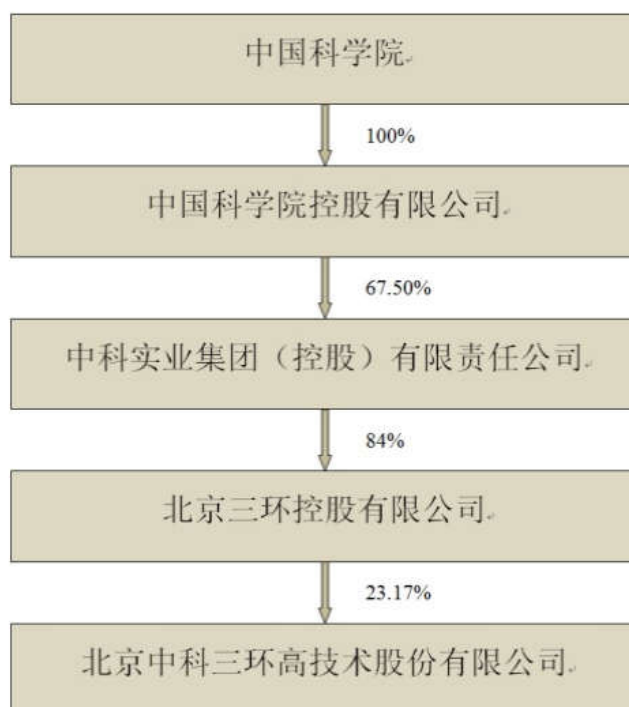 中国科学院
100%
中国科学院控股有限公司
67.50%
中科实业集团（控股）有限责任公司
84%
北京三环控股有限公司
23.17%
北京中科三环高技术股份有限公司